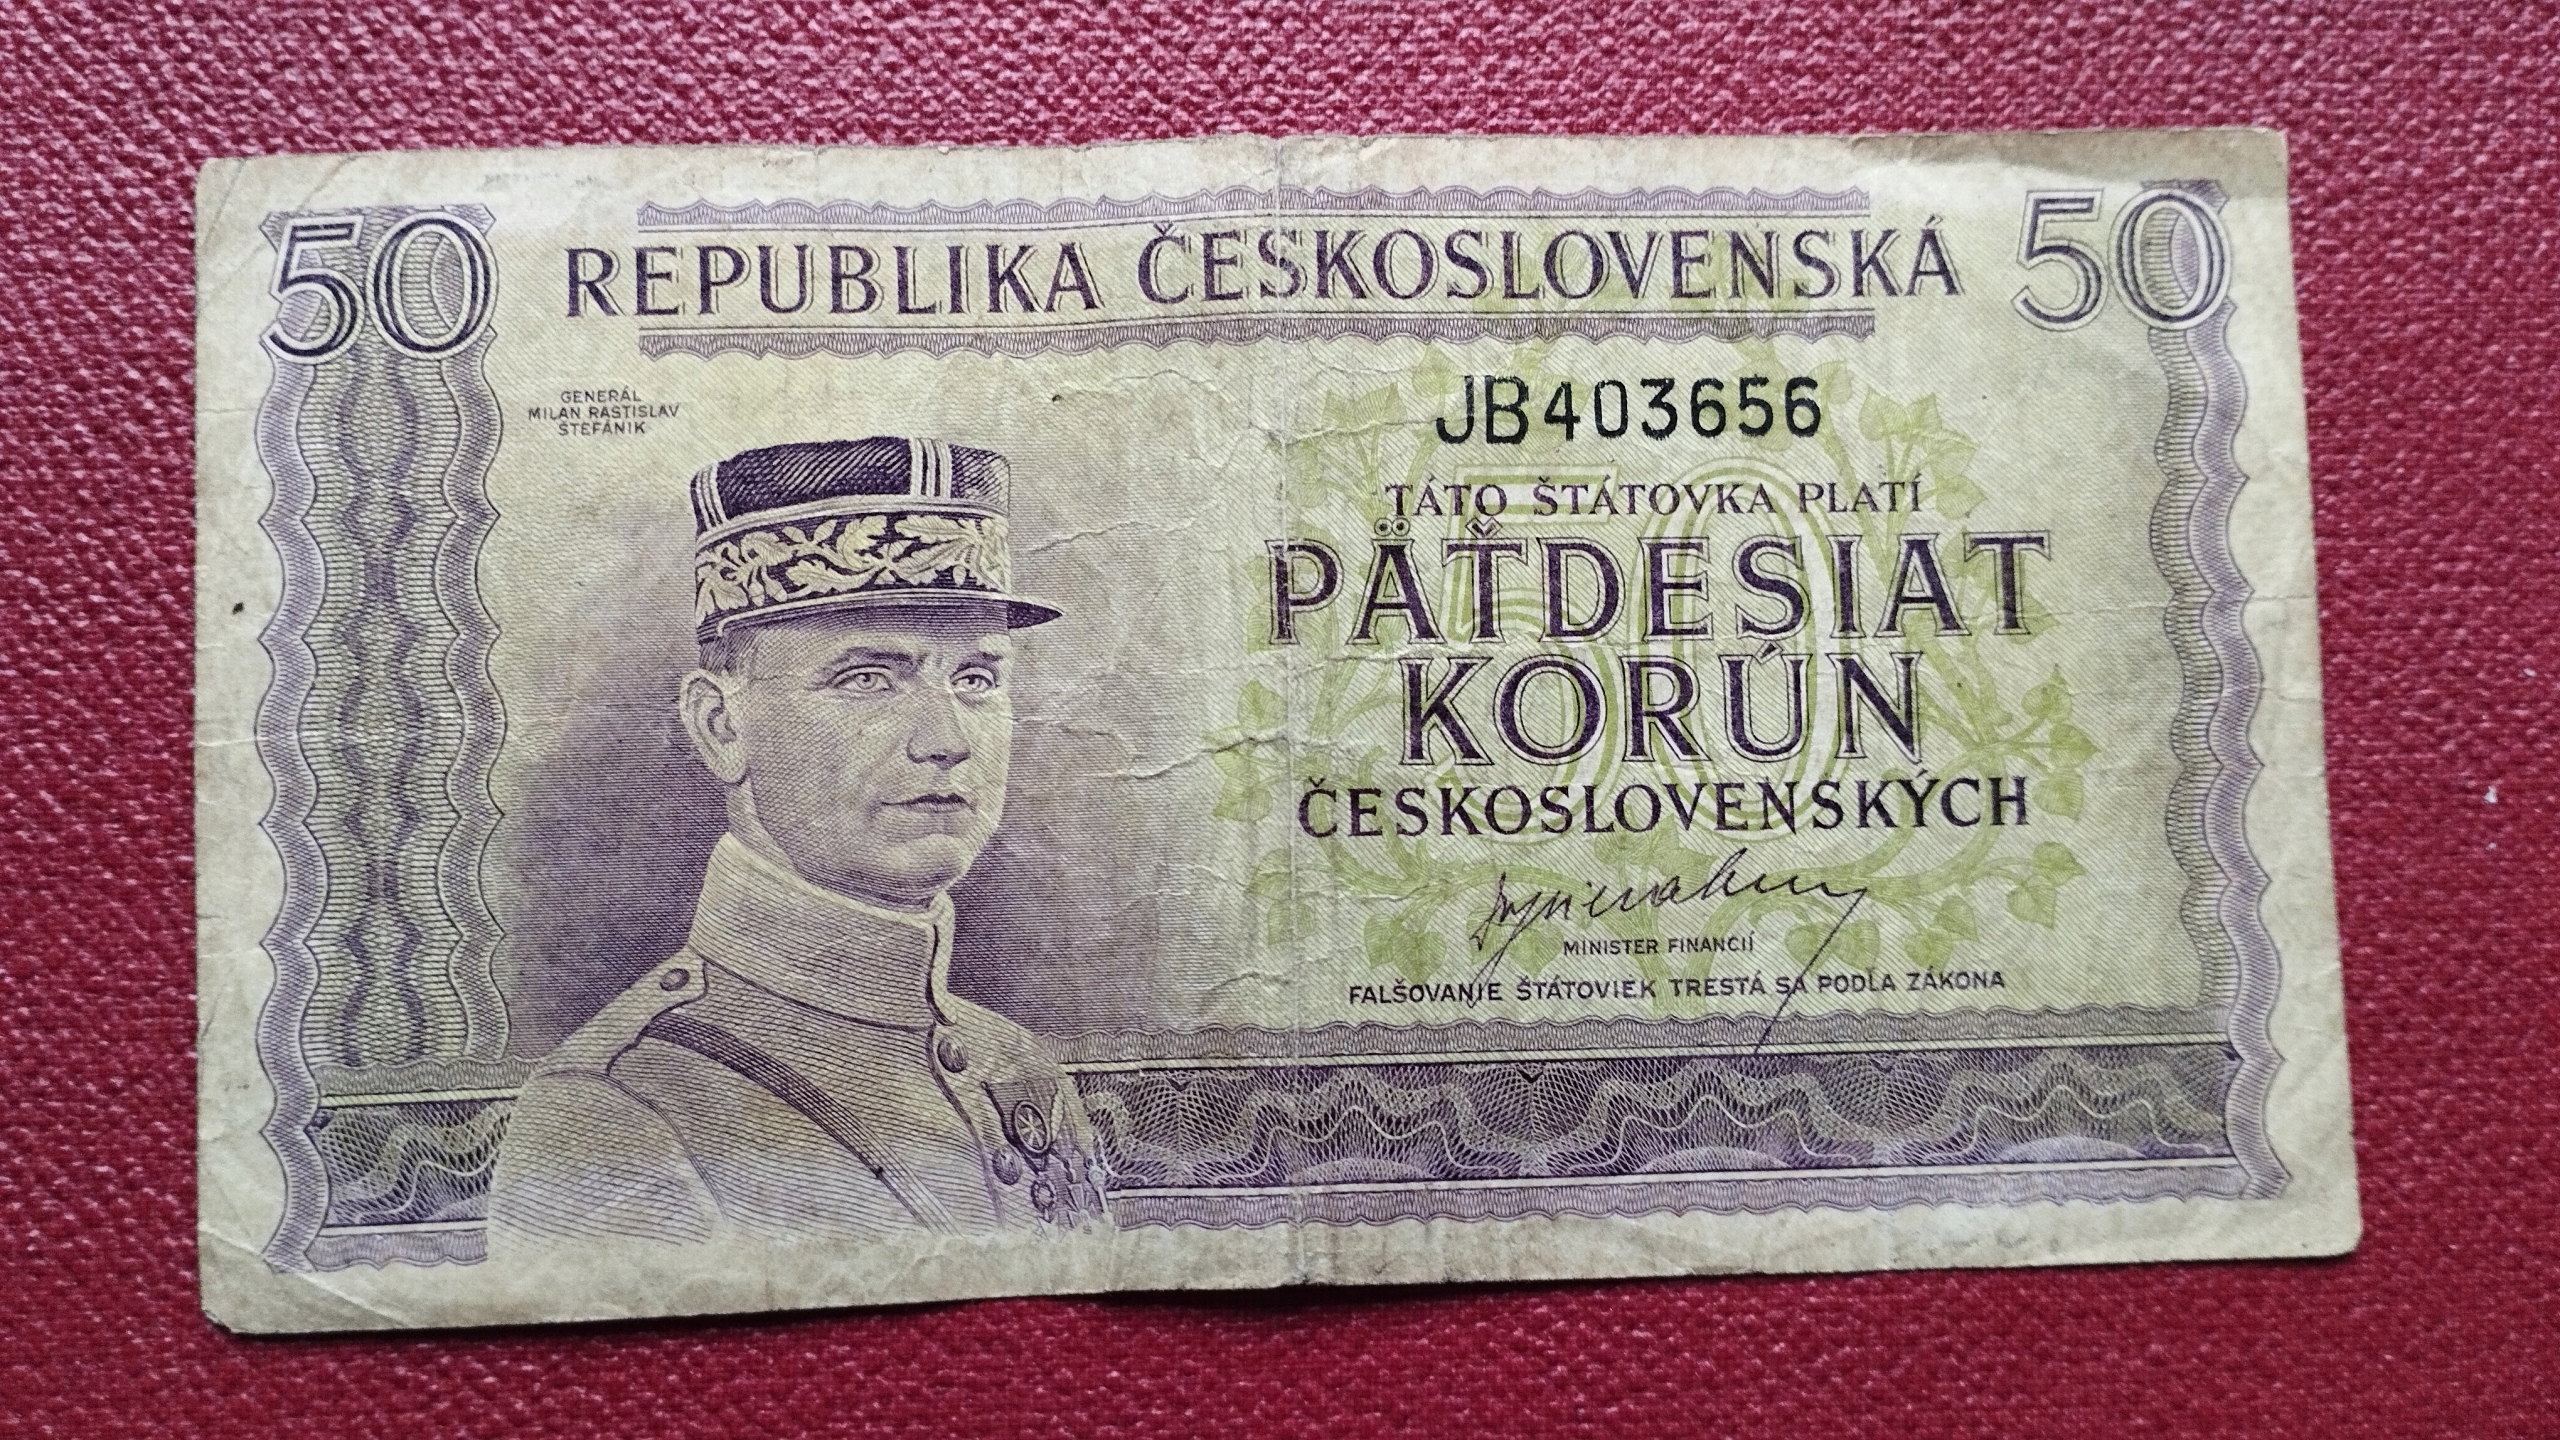 50 REPUBLIKA ČESKOSLOVENSKÁ 50
GENERÁL
MILAN RASTISLAV
ŠTEFÁNIK
JB403656
TÁTO ŠTÁTOVKA PLATÍ
PÄŤDESIAT
KORÚN
ČESKOSLOVENSKÝCH
MINISTER FINANCIÍ
FALŠOVANIE ŠTÁTOVIEK TRESTÁ SA PODĽA ZÁKONA
50